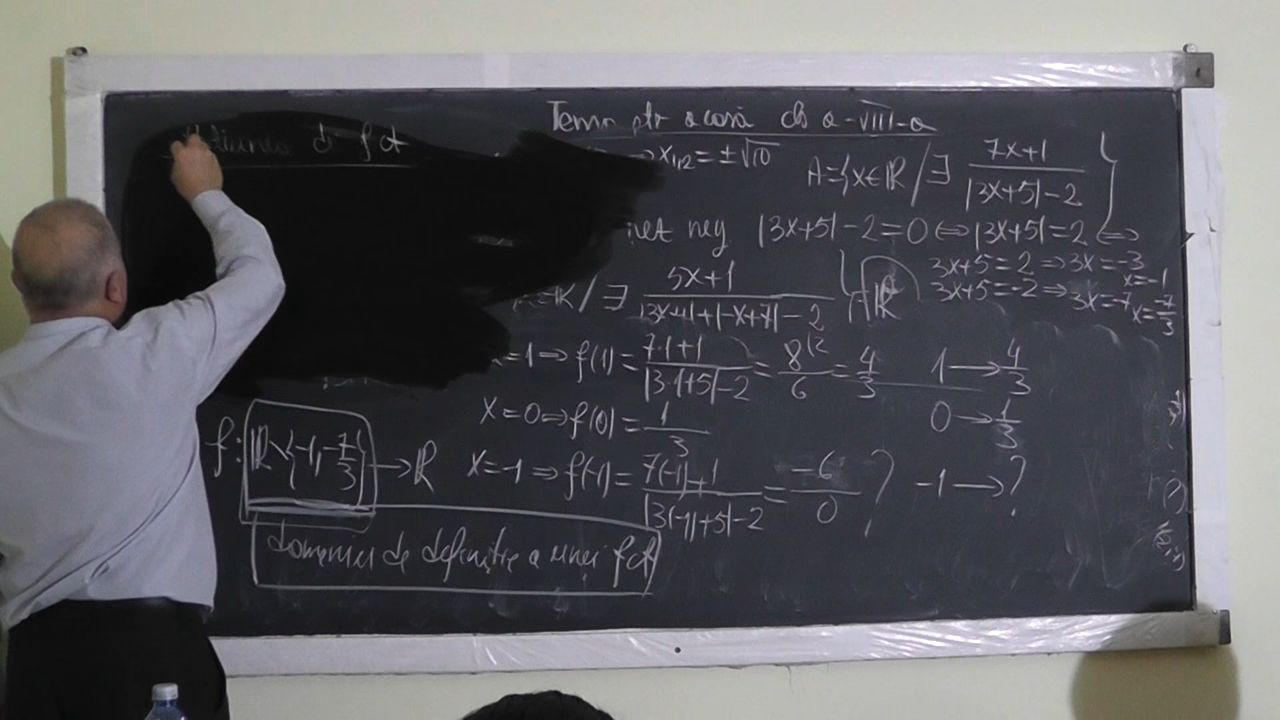 Tema ptr acasă cls a-VIII-a
fct
⇒ x₁,₂ = ±√10
A = {x∈ℝ / ∃ (7x+1)/(|3x+5|-2)}
|3x+5|-2=0 ⇔ |3x+5|=2 ⇔
3x+5=2 ⇒ 3x=-3
x=-1
3x+5=-2 ⇒ 3x=-7 x=-7/3
∈ℝ / ∃ (5x+1)/(|3x+4|+|-x+7|-2)
=1 ⇒ f(1) = (7·1+1)/(|3·1+5|-2) = 8/6 = 4/3
1 → 4/3
x=0 ⇒ f(0) = 1/3
0 → 1/3
f: ℝ\{-1,-7/3} → ℝ
x=-1 ⇒ f(-1) = (7(-1)+1)/(|3(-1)+5|-2) = -6/0 ?
-1 → ?
domeniu de definiție a unei fct